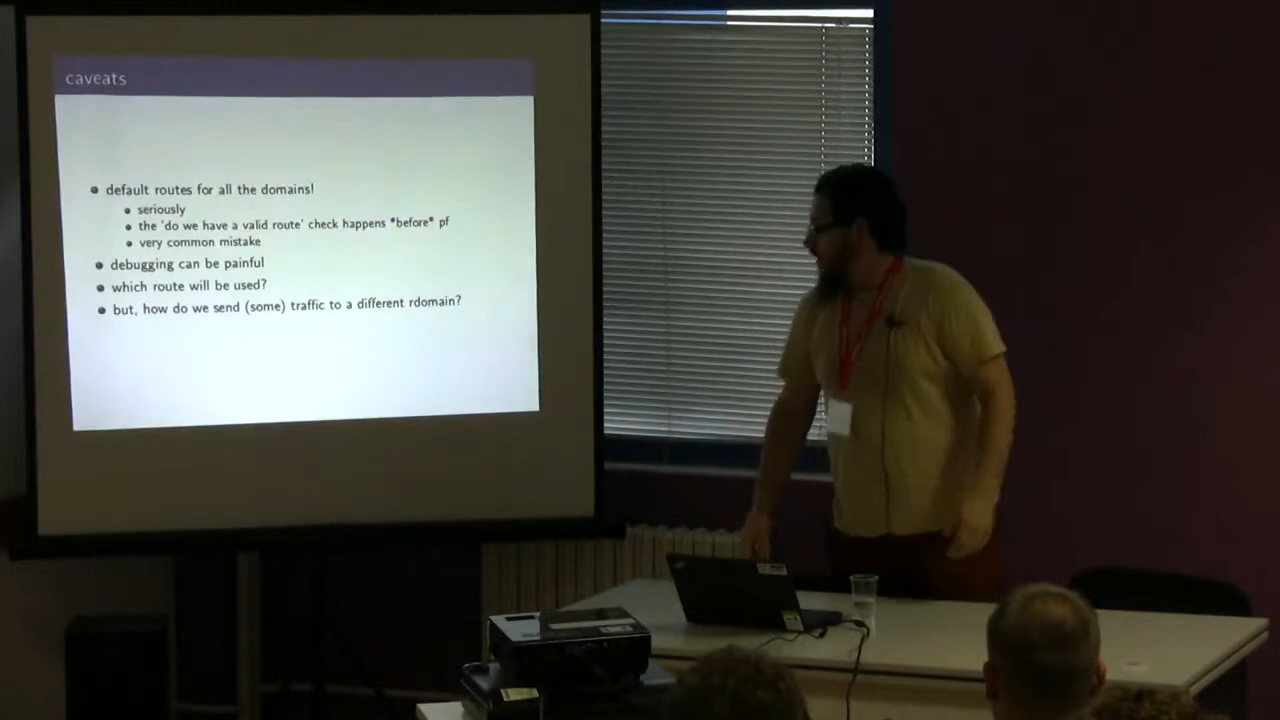 caveats
default routes for all the domains!
seriously
the 'do we have a valid route' check happens *before* pf
very common mistake
debugging can be painful
which route will be used?
but, how do we send (some) traffic to a different rdomain?